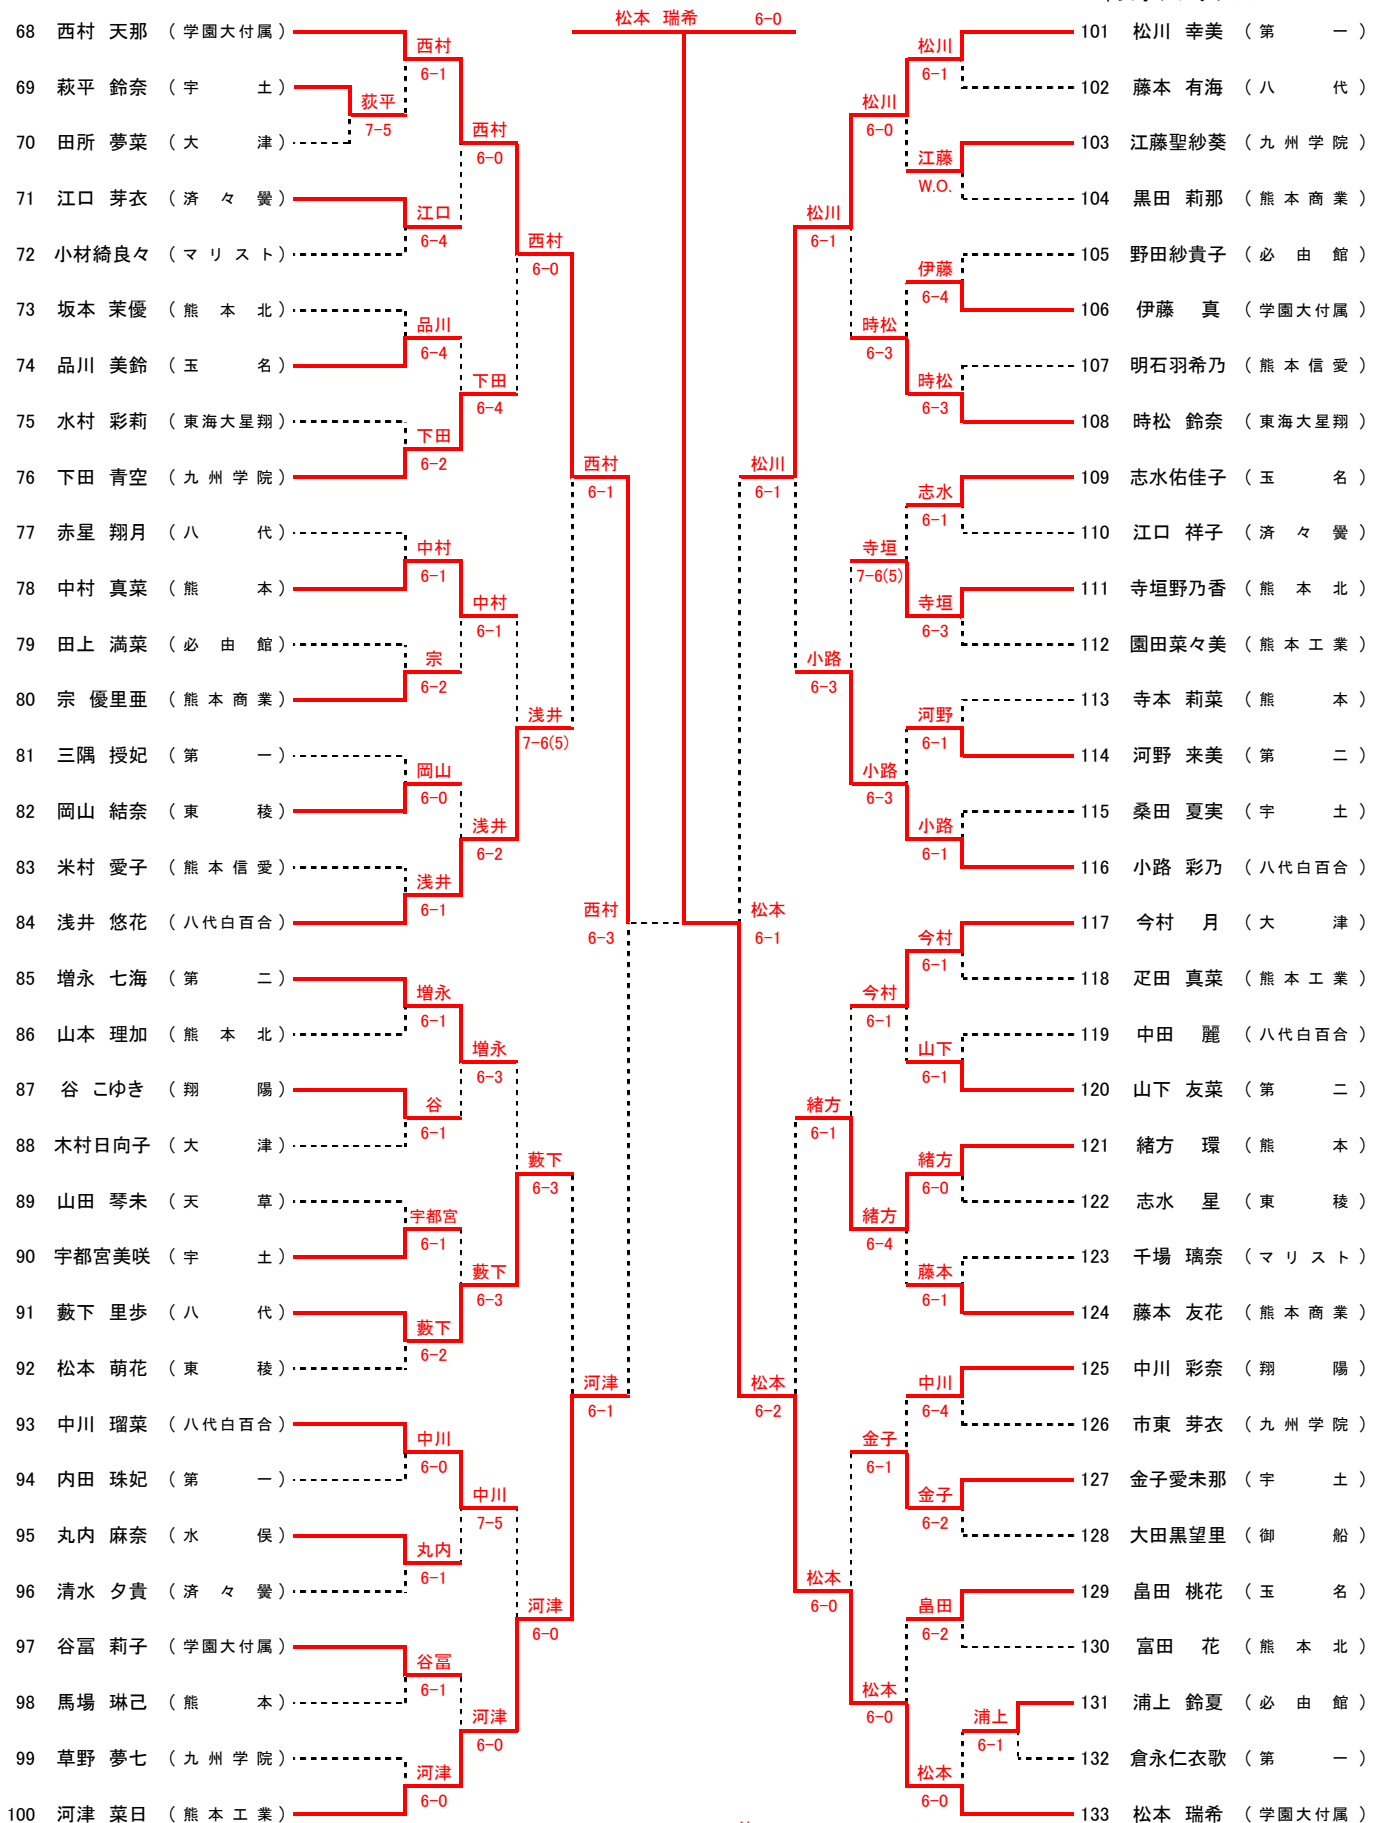 松本 瑞希 6-0
68 西村 天那 （学園大付属）
69 萩平 鈴奈 （宇 土）
70 田所 夢菜 （大 津）
71 江口 芽衣 （済 々 黌）
72 小材綺良々 （マリスト）
73 坂本 茉優 （熊 本 北）
74 品川 美鈴 （玉 名）
75 水村 彩莉 （東海大星翔）
76 下田 青空 （九州学院）
77 赤星 翔月 （八 代）
78 中村 真菜 （熊 本）
79 田上 満菜 （必 由 館）
80 宗 優里亜 （熊本商業）
81 三隅 授妃 （第 一）
82 岡山 結奈 （東 稜）
83 米村 愛子 （熊本信愛）
84 浅井 悠花 （八代白百合）
85 増永 七海 （第 二）
86 山本 理加 （熊 本 北）
87 谷 こゆき （翔 陽）
88 木村日向子 （大 津）
89 山田 琴未 （天 草）
90 宇都宮美咲 （宇 土）
91 藪下 里歩 （八 代）
92 松本 萌花 （東 稜）
93 中川 瑠菜 （八代白百合）
94 内田 珠妃 （第 一）
95 丸内 麻奈 （水 俣）
96 清水 夕貴 （済 々 黌）
97 谷冨 莉子 （学園大付属）
98 馬場 琳己 （熊 本）
99 草野 夢七 （九州学院）
100 河津 菜日 （熊本工業）
西村
6-1
荻平
7-5
江口
6-4
品川
6-4
下田
6-2
中村
6-1
宗
6-2
岡山
6-0
浅井
6-1
増永
6-1
谷
6-1
宇都宮
6-1
藪下
6-2
中川
6-0
丸内
6-1
谷冨
6-1
河津
6-0
西村
6-0
下田
6-4
中村
6-1
浅井
6-2
増永
6-3
藪下
6-3
中川
7-5
河津
6-0
西村
6-0
浅井
7-6(5)
藪下
6-3
河津
6-0
西村
6-1
河津
6-1
西村
6-3
松本
6-1
松川
6-1
松本
6-2
松川
6-1
小路
6-3
緒方
6-1
松本
6-0
松川
6-0
時松
6-3
寺垣
7-6(5)
小路
6-3
今村
6-1
緒方
6-4
金子
6-1
松本
6-0
松川
6-1
江藤
W.O.
伊藤
6-4
時松
6-3
志水
6-1
寺垣
6-3
河野
6-1
小路
6-1
今村
6-1
山下
6-1
緒方
6-0
藤本
6-1
中川
6-4
金子
6-2
畠田
6-2
浦上
6-1
松本
6-0
101 松川 幸美 （第 一）
102 藤本 有海 （八 代）
103 江藤聖紗葵 （九州学院）
104 黒田 莉那 （熊本商業）
105 野田紗貴子 （必 由 館）
106 伊藤 真 （学園大付属）
107 明石羽希乃 （熊本信愛）
108 時松 鈴奈 （東海大星翔）
109 志水佑佳子 （玉 名）
110 江口 祥子 （済 々 黌）
111 寺垣野乃香 （熊 本 北）
112 園田菜々美 （熊本工業）
113 寺本 莉菜 （熊 本）
114 河野 来美 （第 二）
115 桑田 夏実 （宇 土）
116 小路 彩乃 （八代白百合）
117 今村 月 （大 津）
118 疋田 真菜 （熊本工業）
119 中田 麗 （八代白百合）
120 山下 友菜 （第 二）
121 緒方 環 （熊 本）
122 志水 星 （東 稜）
123 千場 璃奈 （マリスト）
124 藤本 友花 （熊本商業）
125 中川 彩奈 （翔 陽）
126 市東 芽衣 （九州学院）
127 金子愛未那 （宇 土）
128 大田黒望里 （御 船）
129 畠田 桃花 （玉 名）
130 富田 花 （熊 本 北）
131 浦上 鈴夏 （必 由 館）
132 倉永仁衣歌 （第 一）
133 松本 瑞希 （学園大付属）